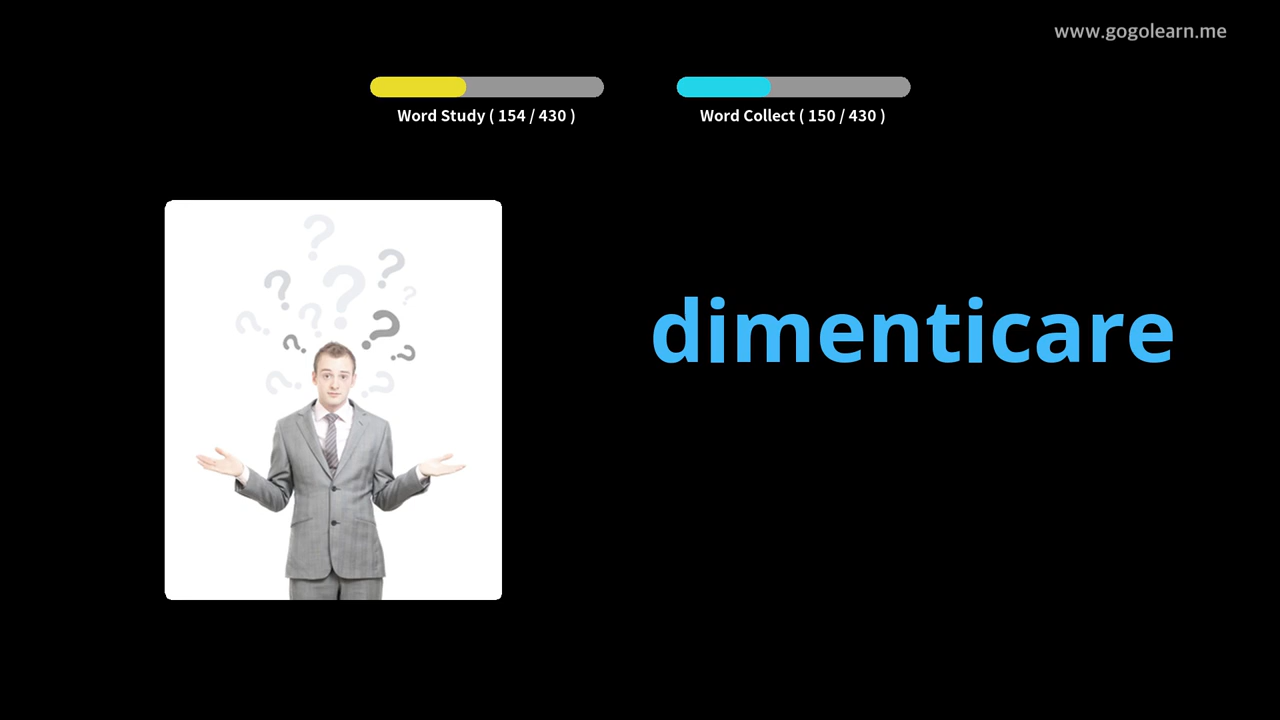 www.gogolearn.me
Word Study ( 154 / 430 )
Word Collect ( 150 / 430 )
? ? ? ? ? ? ? ? ? ? ? ?
dimenticare